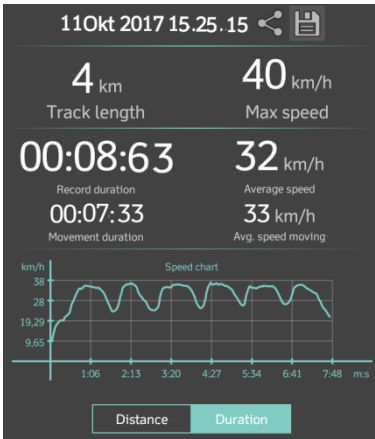 11Okt 2017 15.25.15
4 km
40 km/h
Track length
Max speed
00:08:63
32 km/h
Record duration
Average speed
00:07:33
33 km/h
Movement duration
Avg. speed moving
km/h
Speed chart
38
28
19,29
9,65
1:06 2:13 3:20 4:27 5:34 6:41 7:48 m:s
Distance
Duration